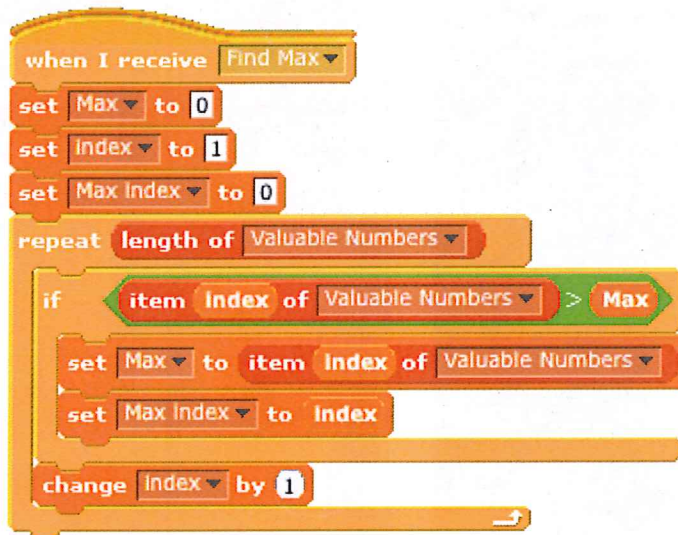 when I receive Find Max
set Max to 0
set Index to 1
set Max Index to 0
repeat length of Valuable Numbers
if item Index of Valuable Numbers > Max
set Max to item Index of Valuable Numbers
set Max Index to Index
change Index by 1